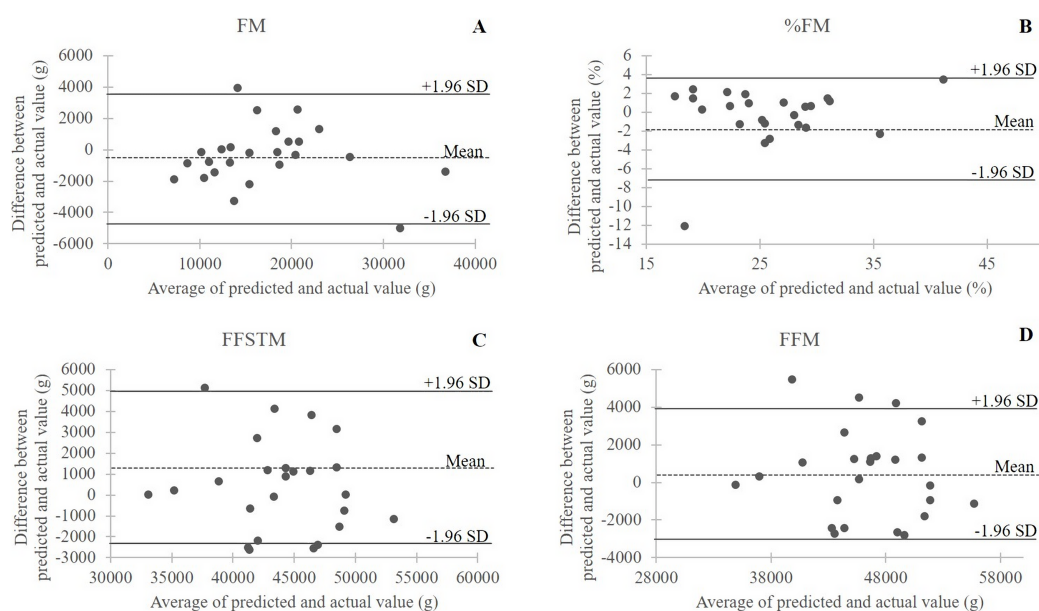 FM
A
Difference between
predicted and actual value (g)
6000
4000
2000
0
-2000
-4000
-6000
+1.96 SD
Mean
-1.96 SD
0
10000
20000
30000
40000
Average of predicted and actual value (g)
%FM
B
Difference between
predicted and actual value (%)
6
4
2
0
-2
-4
-6
-8
-10
-12
-14
+1.96 SD
Mean
-1.96 SD
15
25
35
45
Average of predicted and actual value (%)
FFSTM
C
Difference between
predicted and actual value (g)
6000
5000
4000
3000
2000
1000
0
-1000
-2000
-3000
+1.96 SD
Mean
-1.96 SD
30000
40000
45000
50000
55000
60000
Average of predicted and actual value (g)
FFM
D
Difference between
predicted and actual value (g)
6000
4000
2000
0
-2000
-4000
+1.96 SD
Mean
-1.96 SD
28000
38000
48000
58000
Average of predicted and actual value (g)